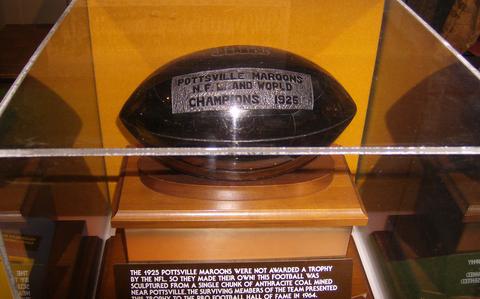 POTTSVILLE MAROONS
N.F.L. AND WORLD
CHAMPIONS 1925
THE 1925 POTTSVILLE MAROONS WERE NOT AWARDED A TROPHY
BY THE NFL, SO THEY MADE THEIR OWN THIS FOOTBALL WAS
SCULPTURED FROM A SINGLE CHUNK OF ANTHRACITE COAL MINED
NEAR POTTSVILLE. THE SURVIVING MEMBERS OF THE TEAM PRESENTED
THIS TROPHY TO THE PRO FOOTBALL HALL OF FAME IN 1964.